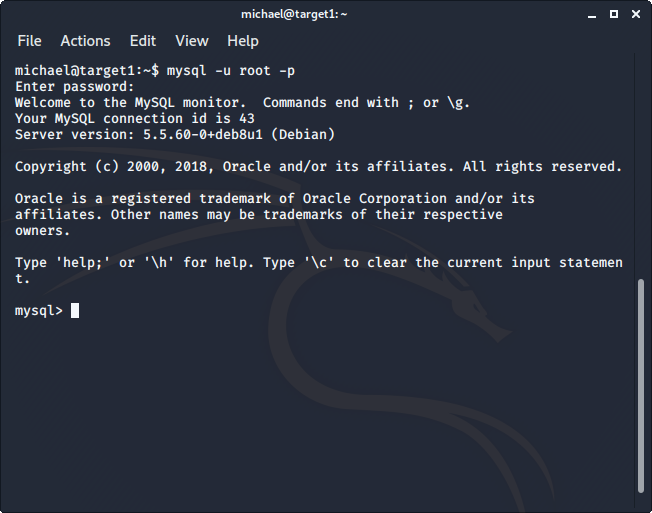 michael@target1: ~
File Actions Edit View Help
michael@target1:~$ mysql -u root -p
Enter password:
Welcome to the MySQL monitor.  Commands end with ; or \g.
Your MySQL connection id is 43
Server version: 5.5.60-0+deb8u1 (Debian)
Copyright (c) 2000, 2018, Oracle and/or its affiliates. All rights reserved.
Oracle is a registered trademark of Oracle Corporation and/or its
affiliates. Other names may be trademarks of their respective
owners.
Type 'help;' or '\h' for help. Type '\c' to clear the current input statemen
t.
mysql>